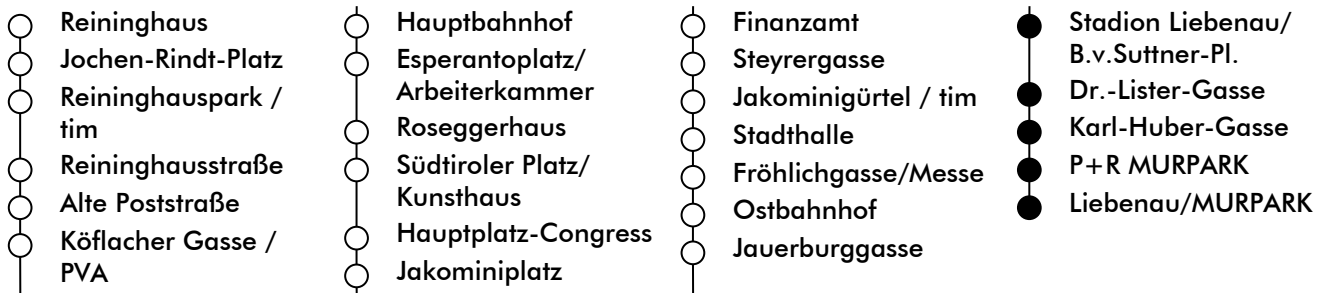 Reininghaus
Jochen-Rindt-Platz
Reininghauspark /
tim
Reininghausstraße
Alte Poststraße
Köflacher Gasse /
PVA
Hauptbahnhof
Esperantoplatz/
Arbeiterkammer
Roseggerhaus
Südtiroler Platz/
Kunsthaus
Hauptplatz-Congress
Jakominiplatz
Finanzamt
Steyrergasse
Jakominigürtel / tim
Stadthalle
Fröhlichgasse/Messe
Ostbahnhof
Jauerburggasse
Stadion Liebenau/
B.v.Suttner-Pl.
Dr.-Lister-Gasse
Karl-Huber-Gasse
P+R MURPARK
Liebenau/MURPARK